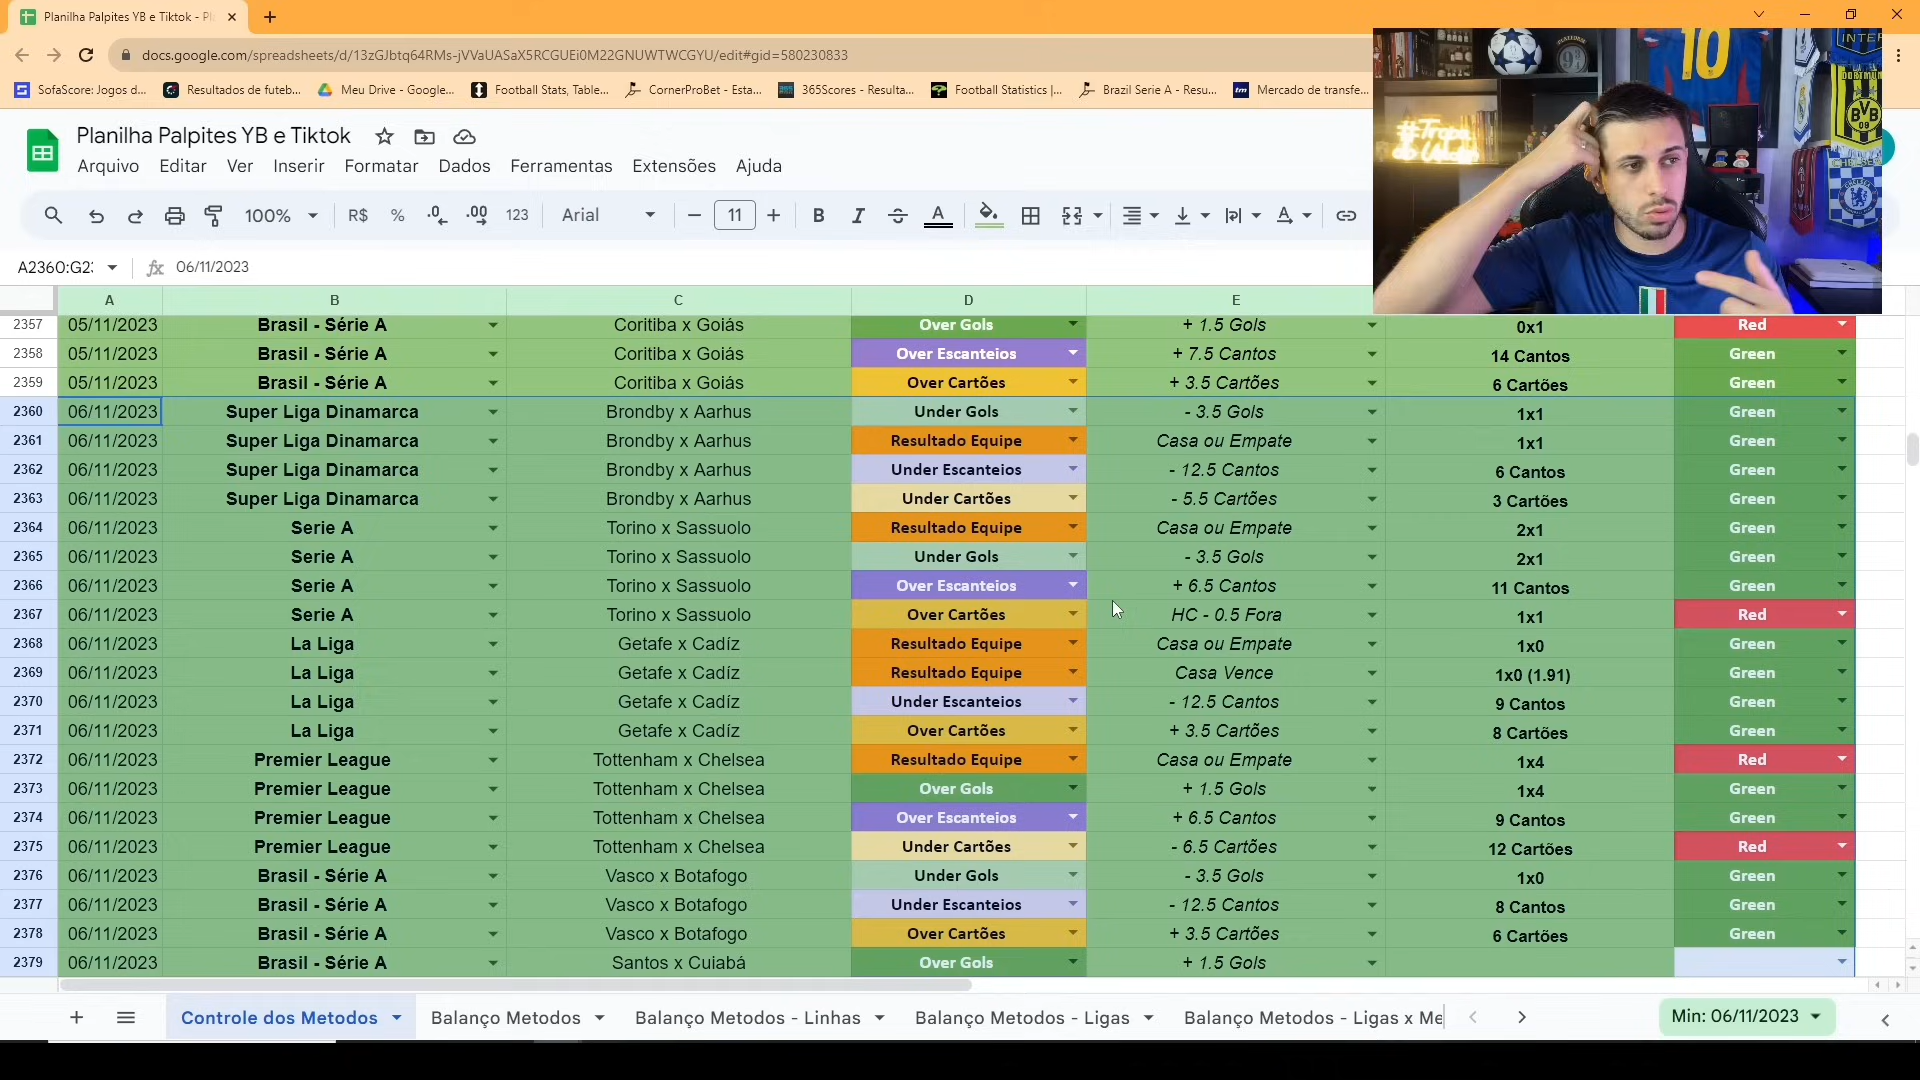 Planilha Palpites YB e Tiktok - Pl
docs.google.com/spreadsheets/d/13zGJbtq64RMs-jVVaUASaX5RCGUEi0M22GNUWTWCGYU/edit#gid=580230833
SofaScore: Jogos d... Resultados de futeb... Meu Drive - Google... Football Stats, Table... CornerProBet - Esta... 365Scores - Resulta... Football Statistics |... Brazil Serie A - Resu... Mercado de transfe...
Planilha Palpites YB e Tiktok
Arquivo Editar Ver Inserir Formatar Dados Ferramentas Extensões Ajuda
100% R$ % .0 .00 123 Arial 11 B I A
A2360:G2 fx 06/11/2023
A B C D E
2357 05/11/2023 Brasil - Série A Coritiba x Goiás Over Gols + 1.5 Gols 0x1 Red
2358 05/11/2023 Brasil - Série A Coritiba x Goiás Over Escanteios + 7.5 Cantos 14 Cantos Green
2359 05/11/2023 Brasil - Série A Coritiba x Goiás Over Cartões + 3.5 Cartões 6 Cartões Green
2360 06/11/2023 Super Liga Dinamarca Brondby x Aarhus Under Gols - 3.5 Gols 1x1 Green
2361 06/11/2023 Super Liga Dinamarca Brondby x Aarhus Resultado Equipe Casa ou Empate 1x1 Green
2362 06/11/2023 Super Liga Dinamarca Brondby x Aarhus Under Escanteios - 12.5 Cantos 6 Cantos Green
2363 06/11/2023 Super Liga Dinamarca Brondby x Aarhus Under Cartões - 5.5 Cartões 3 Cartões Green
2364 06/11/2023 Serie A Torino x Sassuolo Resultado Equipe Casa ou Empate 2x1 Green
2365 06/11/2023 Serie A Torino x Sassuolo Under Gols - 3.5 Gols 2x1 Green
2366 06/11/2023 Serie A Torino x Sassuolo Over Escanteios + 6.5 Cantos 11 Cantos Green
2367 06/11/2023 Serie A Torino x Sassuolo Over Cartões HC - 0.5 Fora 1x1 Red
2368 06/11/2023 La Liga Getafe x Cadíz Resultado Equipe Casa ou Empate 1x0 Green
2369 06/11/2023 La Liga Getafe x Cadíz Resultado Equipe Casa Vence 1x0 (1.91) Green
2370 06/11/2023 La Liga Getafe x Cadíz Under Escanteios - 12.5 Cantos 9 Cantos Green
2371 06/11/2023 La Liga Getafe x Cadíz Over Cartões + 3.5 Cartões 8 Cartões Green
2372 06/11/2023 Premier League Tottenham x Chelsea Resultado Equipe Casa ou Empate 1x4 Red
2373 06/11/2023 Premier League Tottenham x Chelsea Over Gols + 1.5 Gols 1x4 Green
2374 06/11/2023 Premier League Tottenham x Chelsea Over Escanteios + 6.5 Cantos 9 Cantos Green
2375 06/11/2023 Premier League Tottenham x Chelsea Under Cartões - 6.5 Cartões 12 Cartões Red
2376 06/11/2023 Brasil - Série A Vasco x Botafogo Under Gols - 3.5 Gols 1x0 Green
2377 06/11/2023 Brasil - Série A Vasco x Botafogo Under Escanteios - 12.5 Cantos 8 Cantos Green
2378 06/11/2023 Brasil - Série A Vasco x Botafogo Over Cartões + 3.5 Cartões 6 Cartões Green
2379 06/11/2023 Brasil - Série A Santos x Cuiabá Over Gols + 1.5 Gols
Controle dos Metodos Balanço Metodos Balanço Metodos - Linhas Balanço Metodos - Ligas Balanço Metodos - Ligas x Me
Min: 06/11/2023
#Tropa
10
INTER
DORTMUND
BVB
09
CHELSEA